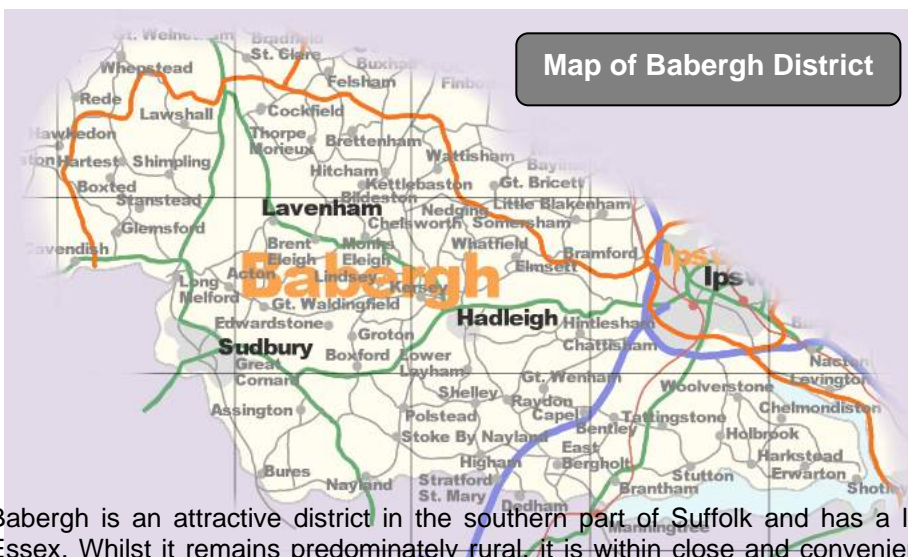 Map of Babergh District
St. Clare
Whepstead
Felsham
Rede
Cockfield
Lawshall
Thorpe Morieux
Brettenham
Hawkedon
Wattisham
Hartest
Shimpling
Hitcham
Kettlebaston
Gt. Bricett
Boxted
Bildeston
Stanstead
Little Blakenham
Lavenham
Nedging
Chelsworth
Somersham
Glemsford
Brent Eleigh
Monks Eleigh
Whatfield
Bramford
Elmsett
Long Melford
Acton
Lindsey
Babergh
Kersey
Gt. Waldingfield
Hadleigh
Hintlesham
Edwardstone
Groton
Chattisham
Sudbury
Boxford
Lower Layham
Great Cornard
Gt. Wenham
Woolverstone
Levington
Shelley
Raydon
Assington
Polstead
Capel
Tattingstone
Chelmondiston
Bentley
Stoke By Nayland
Holbrook
East Bergholt
Higham
Harkstead
Bures
Stutton
Erwarton
Nayland
Stratford St. Mary
Brantham
Dedham
Manningtree
Babergh is an attractive district in the southern part of Suffolk and has a
Essex. Whilst it remains predominately rural, it is within close and